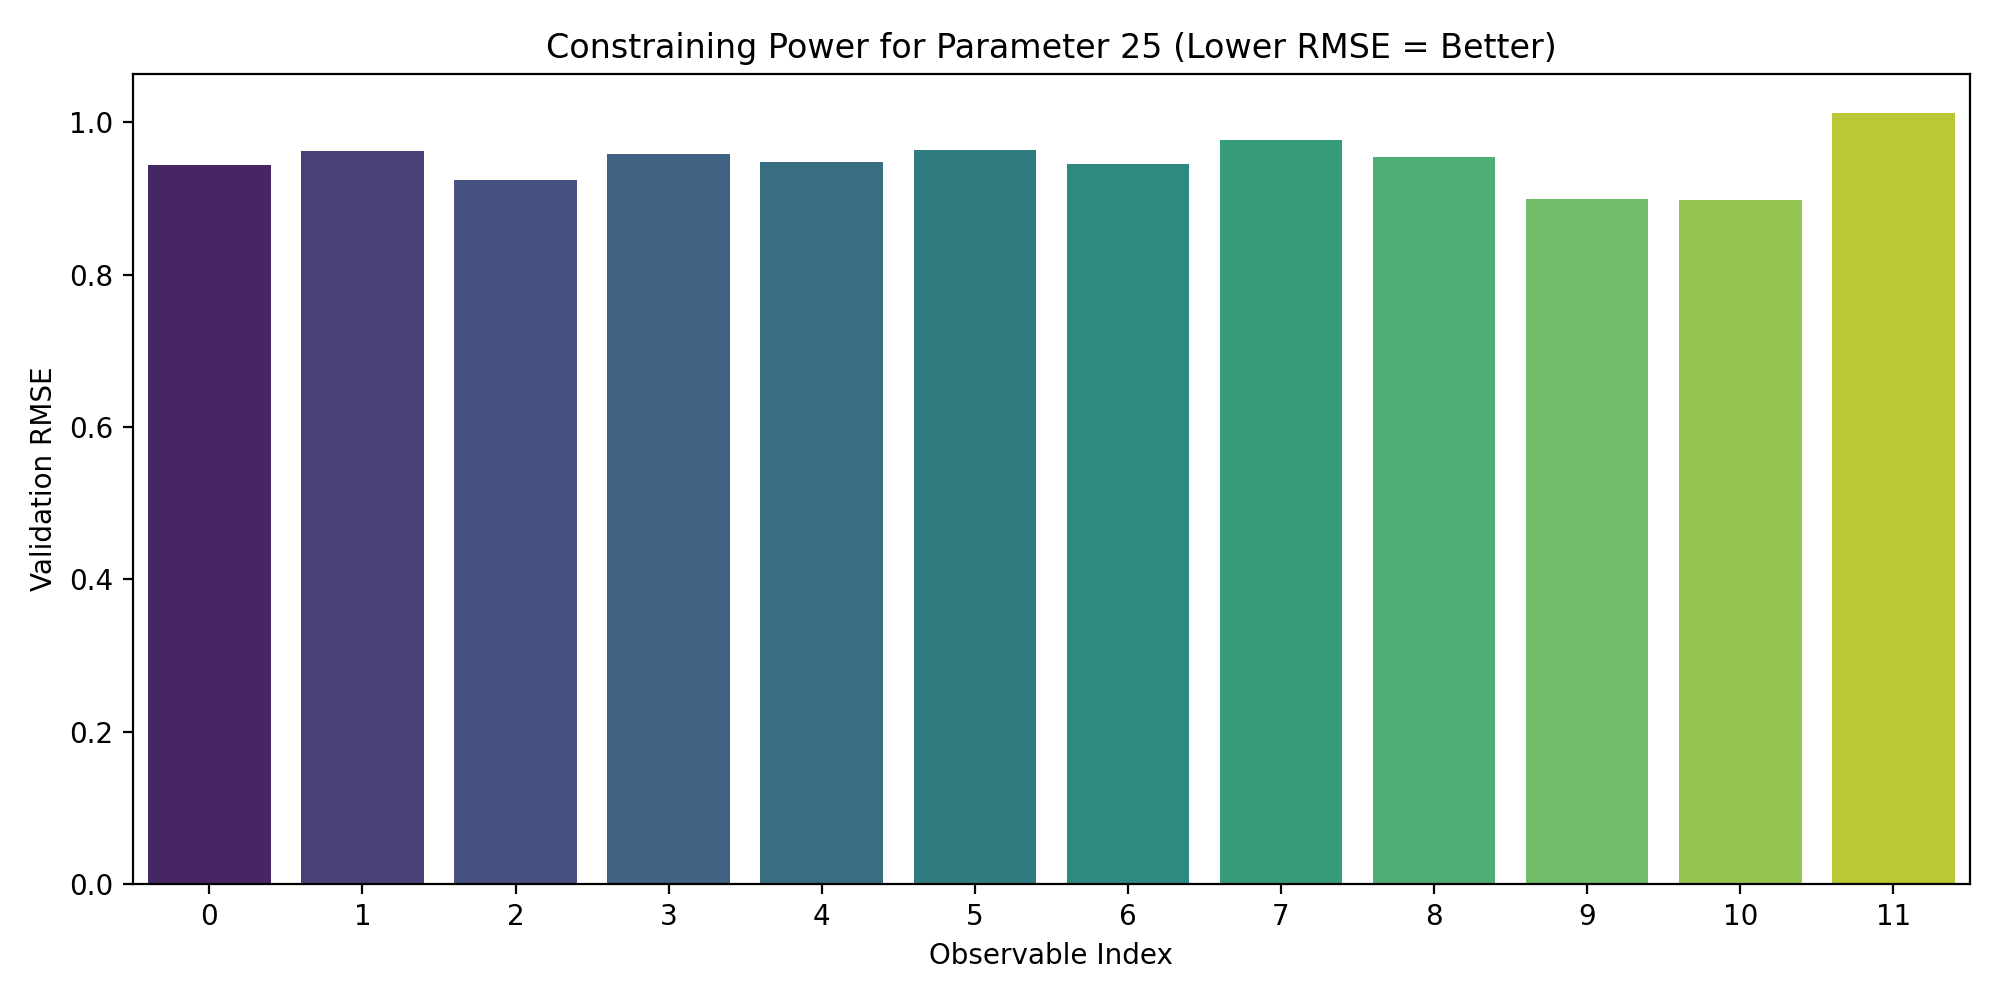 Constraining Power for Parameter 25 (Lower RMSE = Better)
1.0
0.8
0.6
0.4
0.2
0.0
Validation RMSE
0 1 2 3 4 5 6 7 8 9 10 11
Observable Index